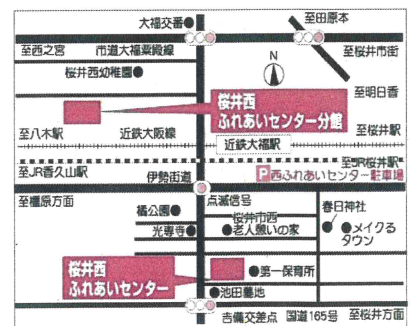 大福交番●
至田原本
至西之宮 市道大福薬殿線
至桜井市街
桜井西幼稚園●
N
至明日香
桜井西
ふれあいセンター分館
至八木駅 近鉄大阪線
近鉄大福駅
至桜井駅
至JR香久山駅
至JR桜井駅
伊勢街道
P西ふれあいセンター駐車場
至橿原方面
点滅信号
春日神社
橘公園●
桜井市西
●老人憩いの家
光専寺●
●メイクる
タウン
桜井西
ふれあいセンター
●第一保育所
●池田墓地
吉備交差点 国道165号 至桜井方面